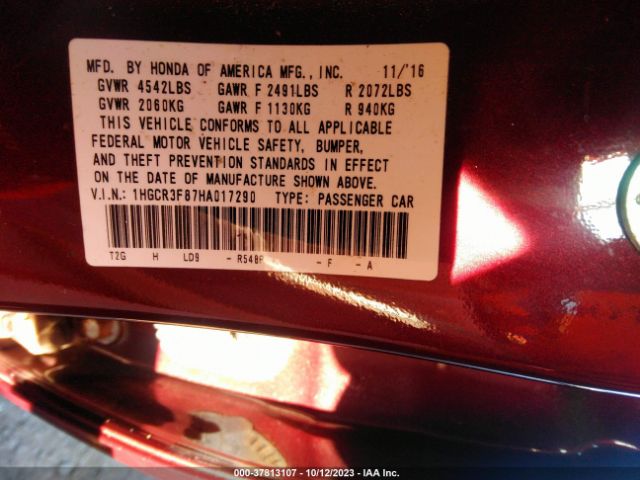 MFD. BY HONDA OF AMERICA MFG., INC. 11/'16
GVWR 4542LBS GAWR F 2491LBS R 2072LBS
GVWR 2060KG GAWR F 1130KG R 940KG
THIS VEHICLE CONFORMS TO ALL APPLICABLE
FEDERAL MOTOR VEHICLE SAFETY, BUMPER,
AND THEFT PREVENTION STANDARDS IN EFFECT
ON THE DATE OF MANUFACTURE SHOWN ABOVE.
V.I.N.: 1HGCR3F87HA017290 TYPE: PASSENGER CAR
T2G H LD9 - R548P - F - A
000-37813107 - 10/12/2023 - IAA Inc.